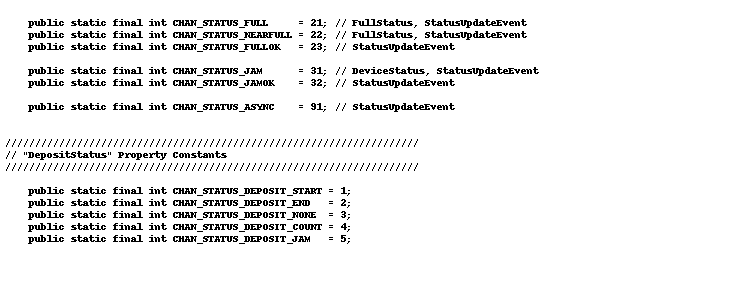 public static final int CHAN_STATUS_FULL     = 21; // FullStatus, StatusUpdateEvent
public static final int CHAN_STATUS_NEARFULL = 22; // FullStatus, StatusUpdateEvent
public static final int CHAN_STATUS_FULLOK   = 23; // StatusUpdateEvent
public static final int CHAN_STATUS_JAM      = 31; // DeviceStatus, StatusUpdateEvent
public static final int CHAN_STATUS_JAMOK    = 32; // StatusUpdateEvent
public static final int CHAN_STATUS_ASYNC    = 91; // StatusUpdateEvent
/////////////////////////////////////////////////////////////////////
// "DepositStatus" Property Constants
/////////////////////////////////////////////////////////////////////
public static final int CHAN_STATUS_DEPOSIT_START = 1;
public static final int CHAN_STATUS_DEPOSIT_END   = 2;
public static final int CHAN_STATUS_DEPOSIT_NONE  = 3;
public static final int CHAN_STATUS_DEPOSIT_COUNT = 4;
public static final int CHAN_STATUS_DEPOSIT_JAM   = 5;